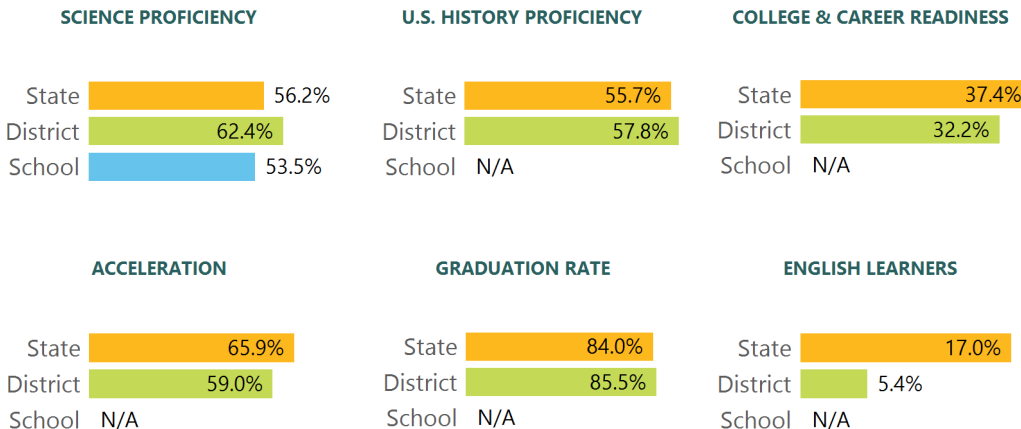 SCIENCE PROFICIENCY
State 56.2%
District 62.4%
School 53.5%
U.S. HISTORY PROFICIENCY
State 55.7%
District 57.8%
School N/A
COLLEGE & CAREER READINESS
State 37.4%
District 32.2%
School N/A
ACCELERATION
State 65.9%
District 59.0%
School N/A
GRADUATION RATE
State 84.0%
District 85.5%
School N/A
ENGLISH LEARNERS
State 17.0%
District 5.4%
School N/A